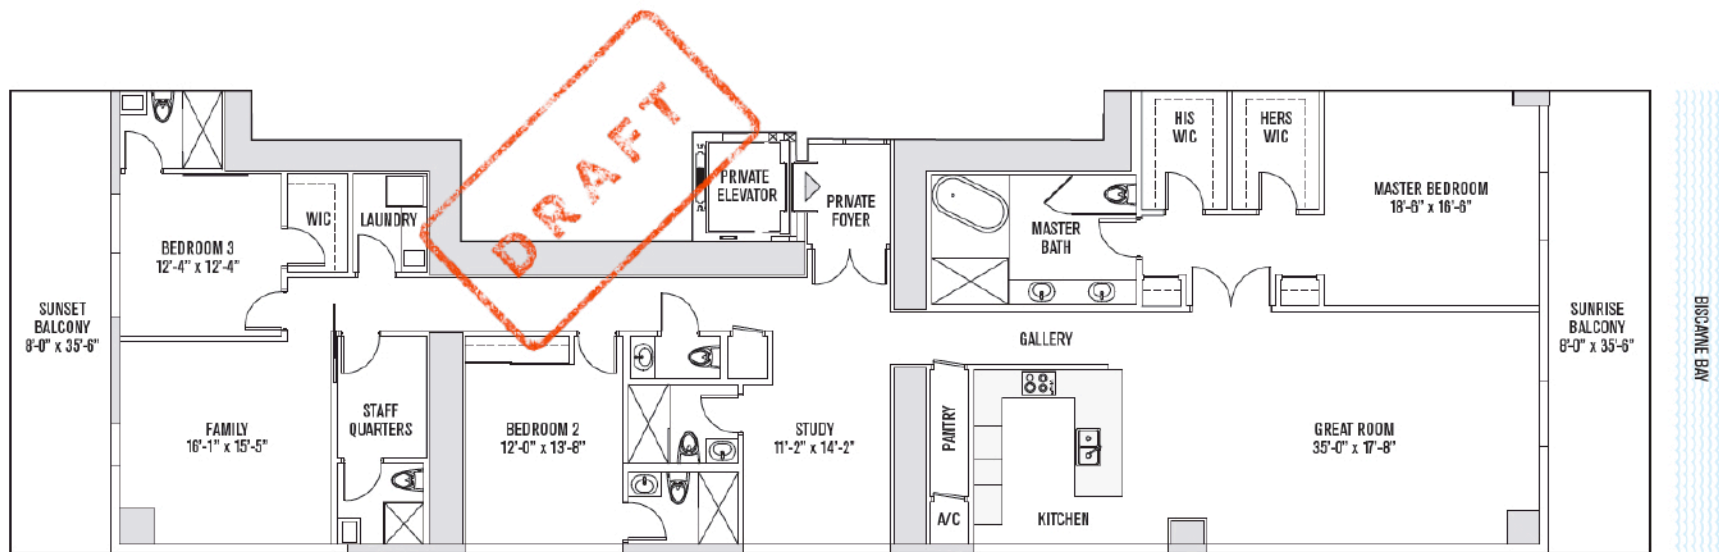 DRAFT
HIS
WIC
HERS
WIC
PRIVATE
ELEVATOR
PRIVATE
FOYER
MASTER BEDROOM
18'-6" x 16'-6"
WIC
LAUNDRY
MASTER
BATH
BEDROOM 3
12'-4" x 12'-4"
SUNSET
BALCONY
8'-0" x 35'-6"
SUNRISE
BALCONY
8'-0" x 35'-6"
BISCAYNE BAY
GALLERY
STAFF
QUARTERS
FAMILY
16'-1" x 15'-5"
BEDROOM 2
12'-0" x 13'-8"
STUDY
11'-2" x 14'-2"
PANTRY
GREAT ROOM
35'-0" x 17'-8"
A/C
KITCHEN